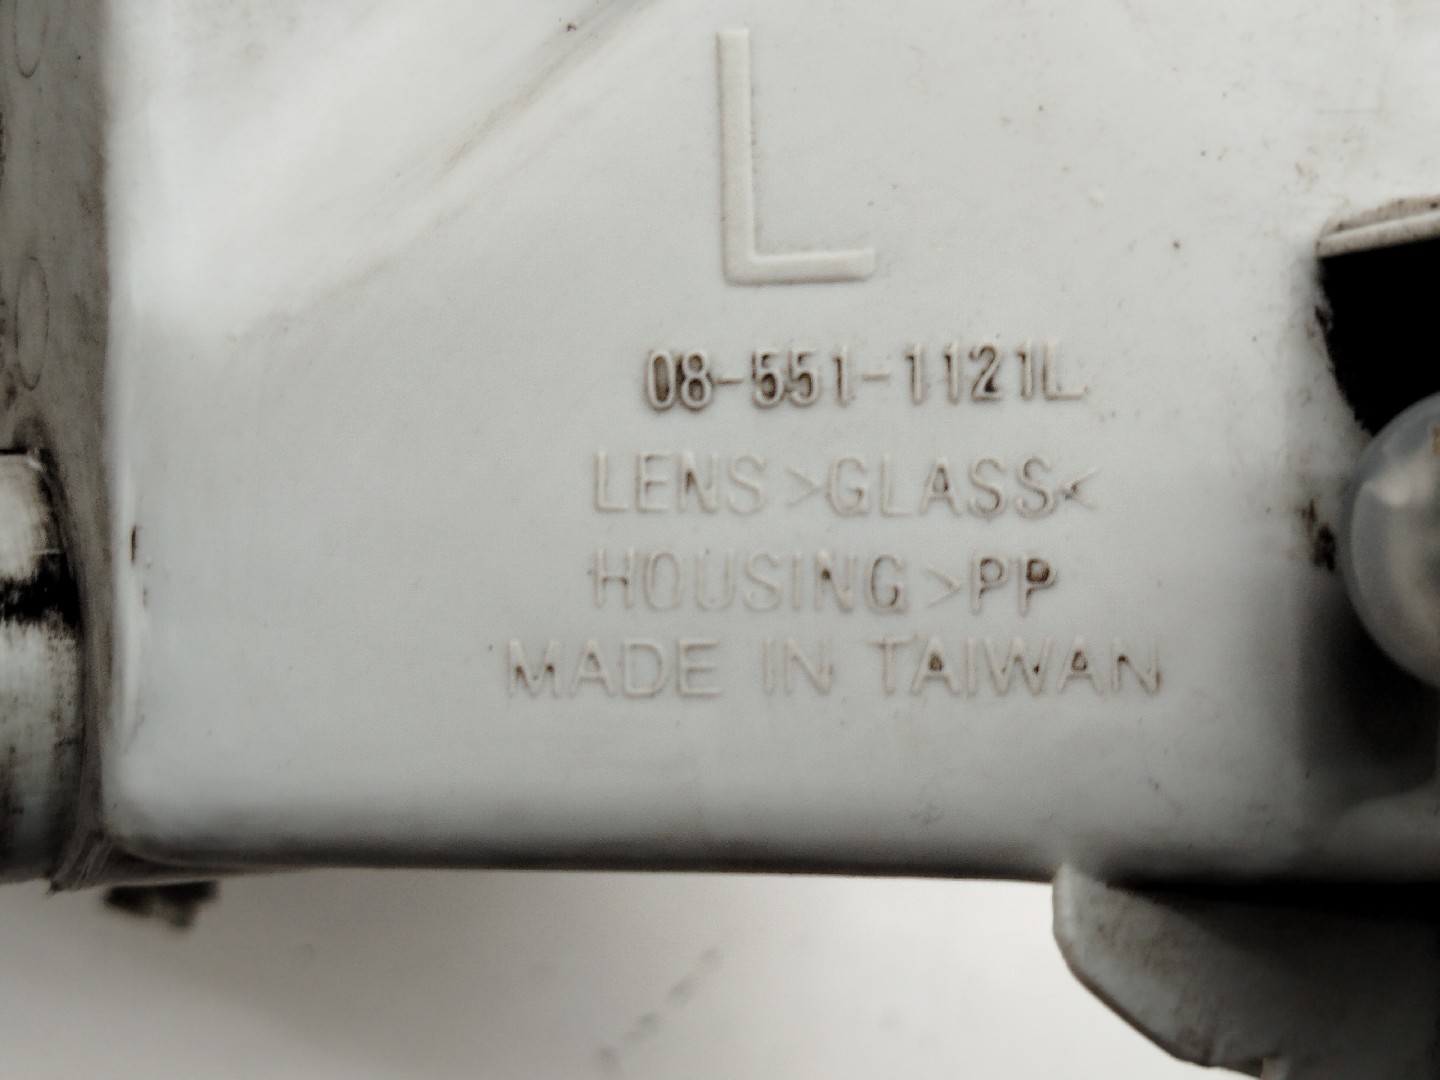 L
08-551-1121L
LENS >GLASS<
HOUSING >PP
MADE IN TAIWAN